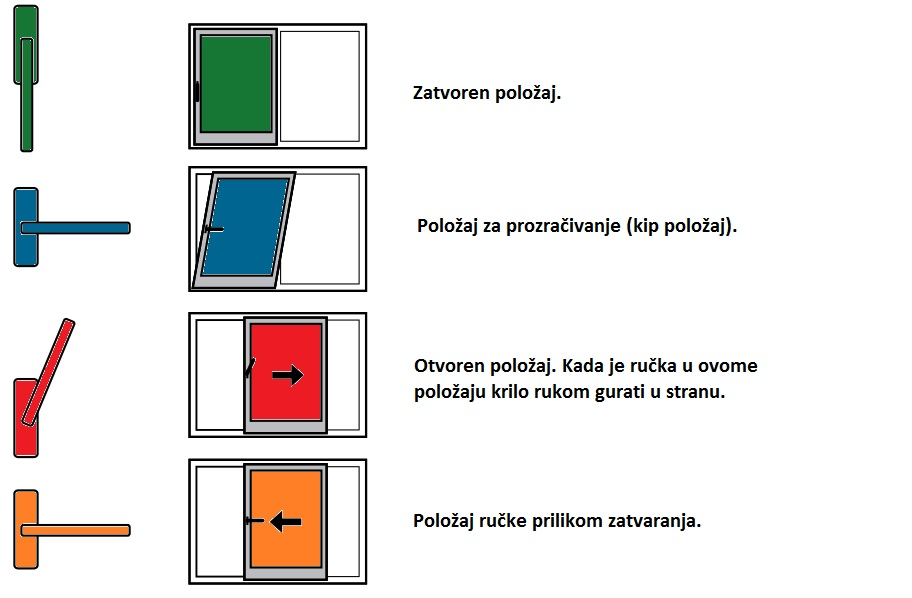 Zatvoren položaj.
Položaj za prozračivanje (kip položaj).
Otvoren položaj. Kada je ručka u ovome
položaju krilo rukom gurati u stranu.
Položaj ručke prilikom zatvaranja.